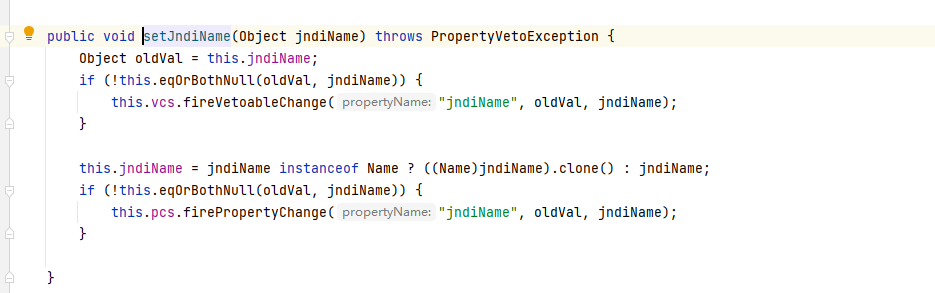 public void setJndiName(Object jndiName) throws PropertyVetoException {
Object oldVal = this.jndiName;
if (!this.eqOrBothNull(oldVal, jndiName)) {
this.vcs.fireVetoableChange( propertyName: "jndiName", oldVal, jndiName);
}
this.jndiName = jndiName instanceof Name ? ((Name)jndiName).clone() : jndiName;
if (!this.eqOrBothNull(oldVal, jndiName)) {
this.pcs.firePropertyChange( propertyName: "jndiName", oldVal, jndiName);
}
}